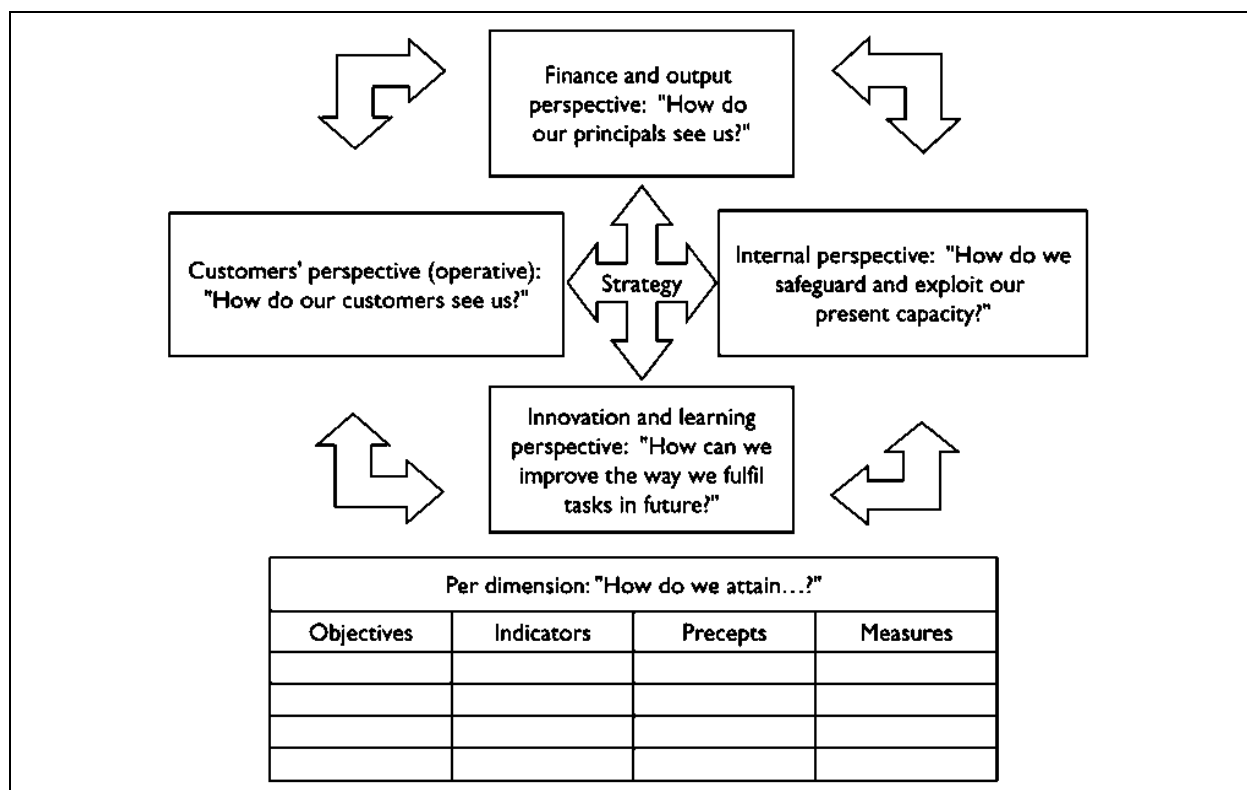 Finance and output
perspective: "How do
our principals see us?"
Customers' perspective (operative):
"How do our customers see us?"
Strategy
Internal perspective: "How do we
safeguard and exploit our
present capacity?"
Innovation and learning
perspective: "How can we
improve the way we fulfil
tasks in future?"
Per dimension: "How do we attain...?"
Objectives Indicators Precepts Measures